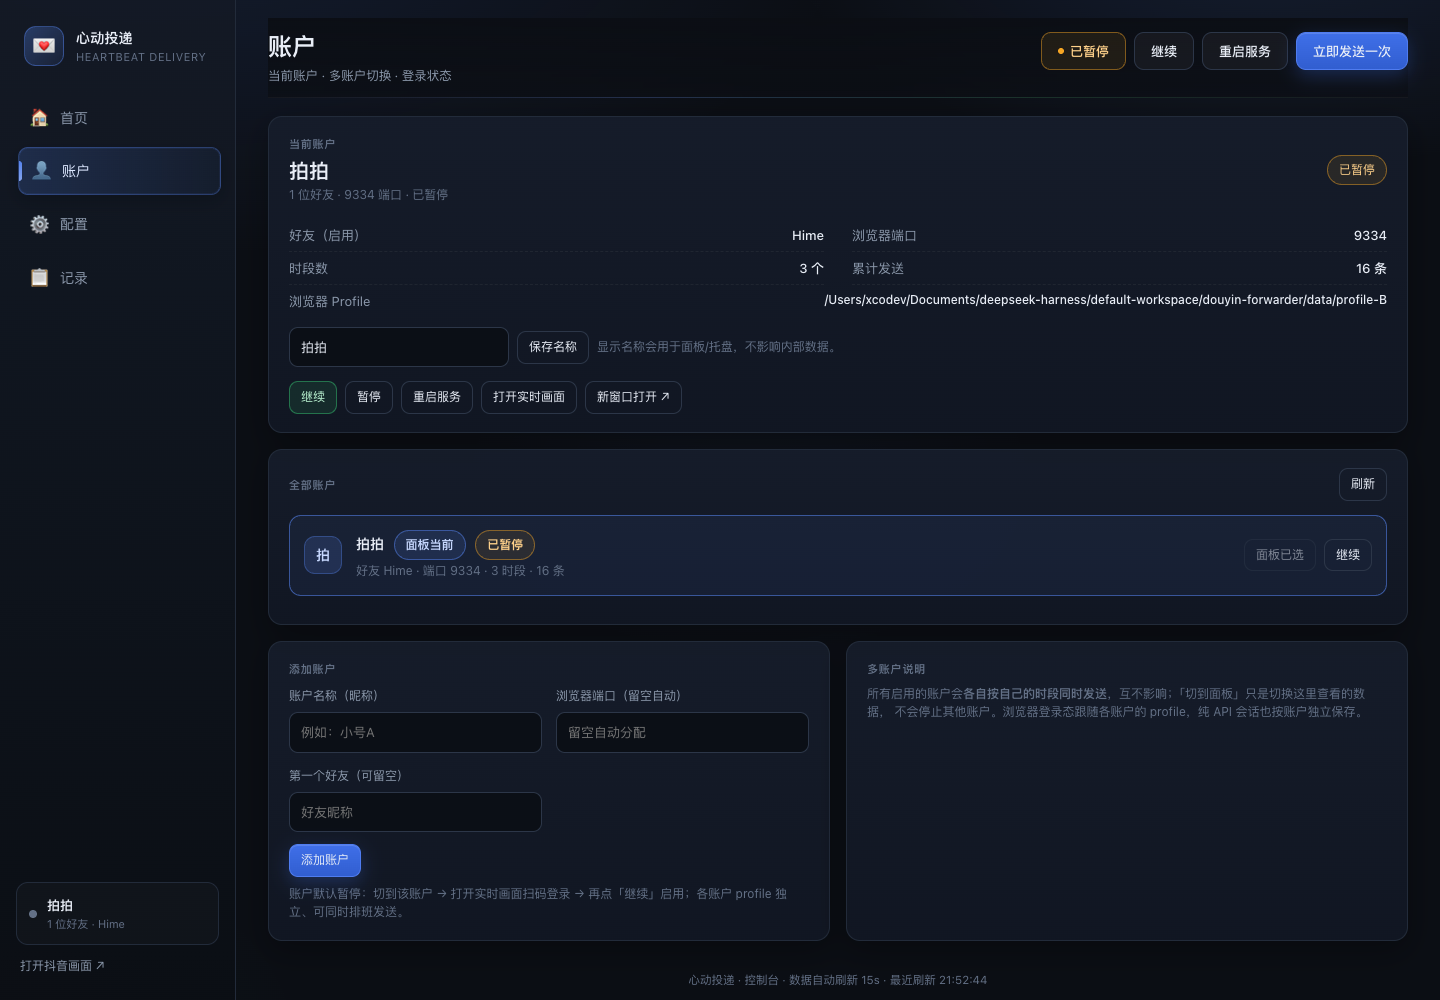 心动投递
HEARTBEAT DELIVERY
首页
账户
配置
记录
拍拍
1 位好友 · Hime
打开抖音画面 ↗
账户
当前账户 · 多账户切换 · 登录状态
已暂停
继续
重启服务
立即发送一次
当前账户
拍拍
1 位好友 · 9334 端口 · 已暂停
已暂停
好友（启用） Hime
浏览器端口 9334
时段数 3 个
累计发送 16 条
浏览器 Profile /Users/xcodev/Documents/deepseek-harness/default-workspace/douyin-forwarder/data/profile-B
拍拍
保存名称
显示名称会用于面板/托盘，不影响内部数据。
继续
暂停
重启服务
打开实时画面
新窗口打开 ↗
全部账户
刷新
拍
拍拍
面板当前
已暂停
好友 Hime · 端口 9334 · 3 时段 · 16 条
面板已选
继续
添加账户
账户名称（昵称）
浏览器端口（留空自动）
例如：小号A
留空自动分配
第一个好友（可留空）
好友昵称
添加账户
账户默认暂停：切到该账户 → 打开实时画面扫码登录 → 再点「继续」启用；各账户 profile 独
立、可同时排班发送。
多账户说明
所有启用的账户会各自按自己的时段同时发送，互不影响；「切到面板」只是切换这里查看的数
据， 不会停止其他账户。浏览器登录态跟随各账户的 profile，纯 API 会话也按账户独立保存。
心动投递 · 控制台 · 数据自动刷新 15s · 最近刷新 21:52:44